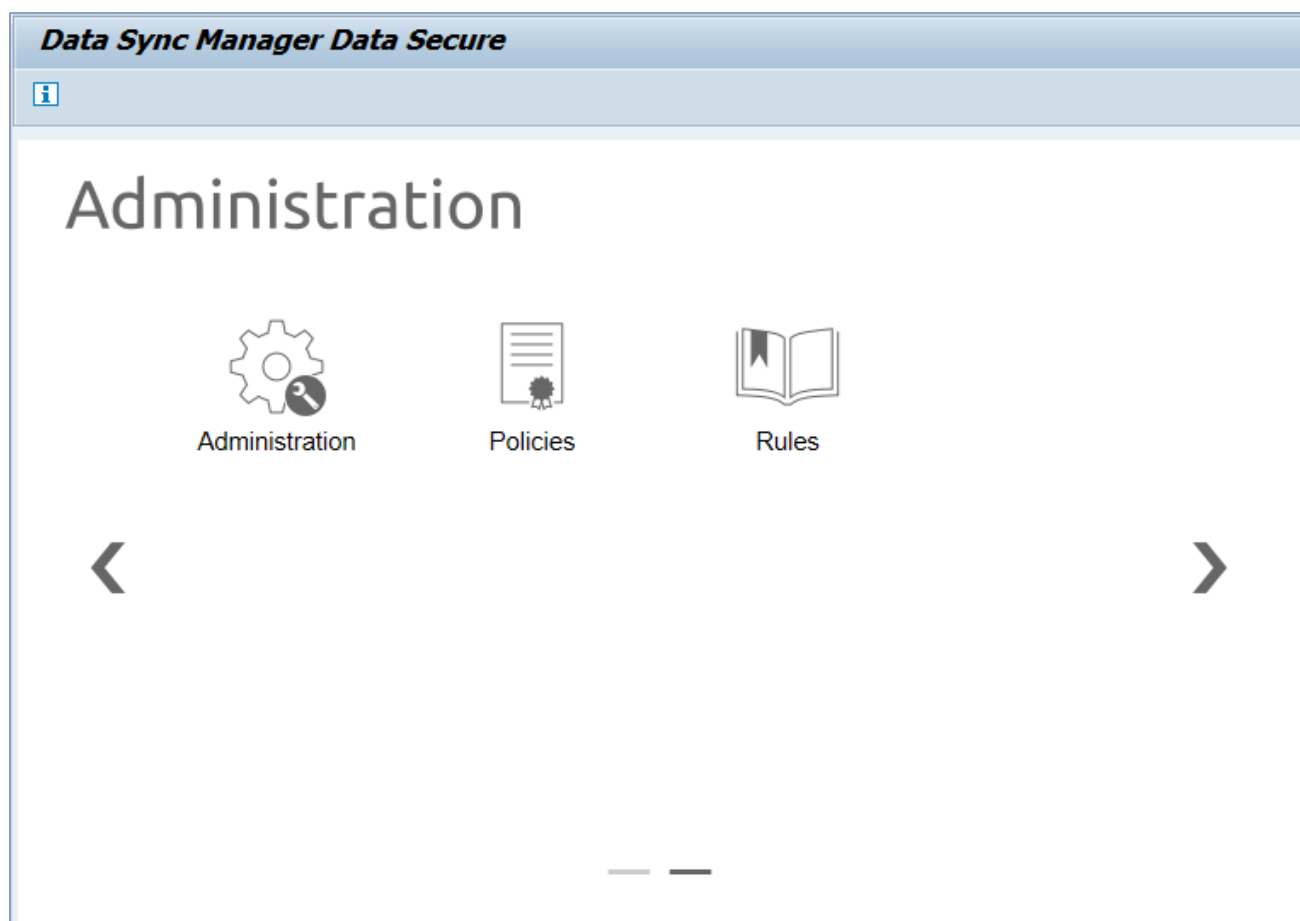 Data Sync Manager Data Secure
Administration
Administration
Policies
Rules